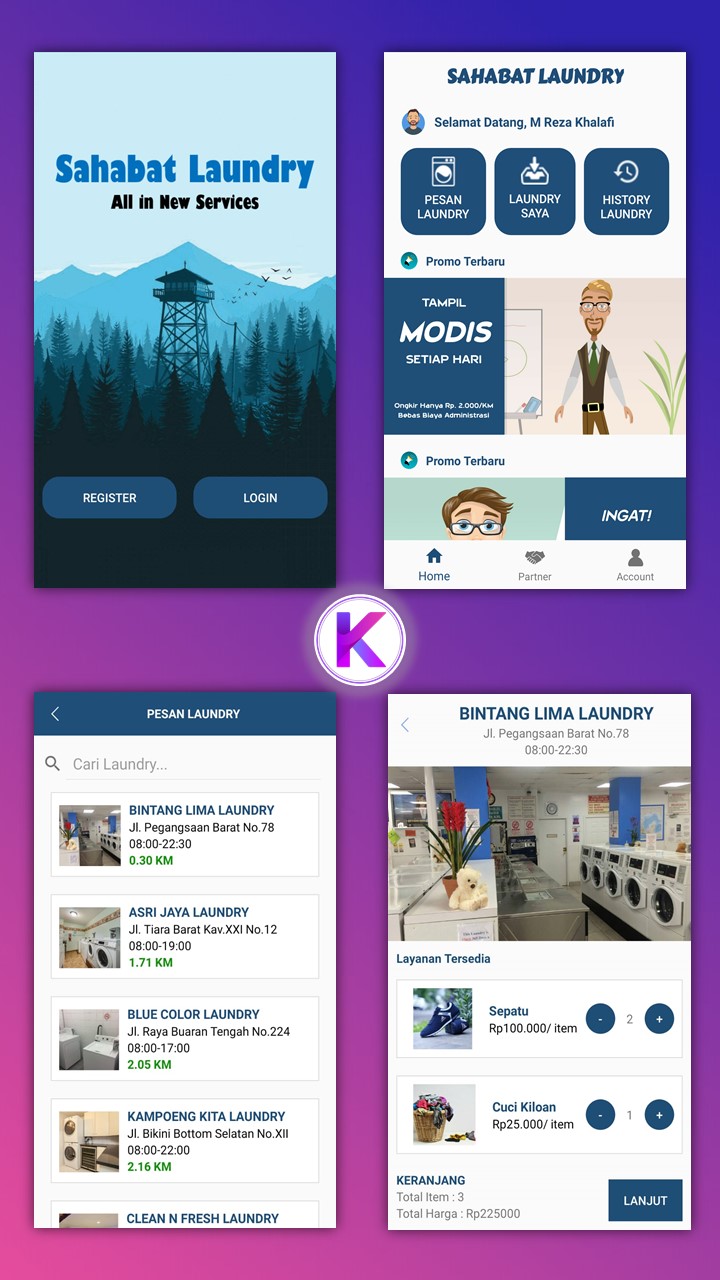 Sahabat Laundry
All in New Services
REGISTER
LOGIN
SAHABAT LAUNDRY
Selamat Datang, M Reza Khalafi
PESAN
LAUNDRY
LAUNDRY
SAYA
HISTORY
LAUNDRY
Promo Terbaru
TAMPIL
MODIS
SETIAP HARI
Ongkir Hanya Rp. 2.000/KM
Bebas Biaya Administrasi
Promo Terbaru
INGAT!
Home
Partner
Account
K
PESAN LAUNDRY
Cari Laundry...
BINTANG LIMA LAUNDRY
Jl. Pegangsaan Barat No.78
08:00-22:30
0.30 KM
ASRI JAYA LAUNDRY
Jl. Tiara Barat Kav.XXI No.12
08:00-19:00
1.71 KM
BLUE COLOR LAUNDRY
Jl. Raya Buaran Tengah No.224
08:00-17:00
2.05 KM
KAMPOENG KITA LAUNDRY
Jl. Bikini Bottom Selatan No.XII
08:00-22:00
2.16 KM
CLEAN N FRESH LAUNDRY
BINTANG LIMA LAUNDRY
Jl. Pegangsaan Barat No.78
08:00-22:30
Layanan Tersedia
Sepatu
Rp100.000/ item
- 2 +
Cuci Kiloan
Rp25.000/ item
- 1 +
KERANJANG
Total Item : 3
Total Harga : Rp225000
LANJUT